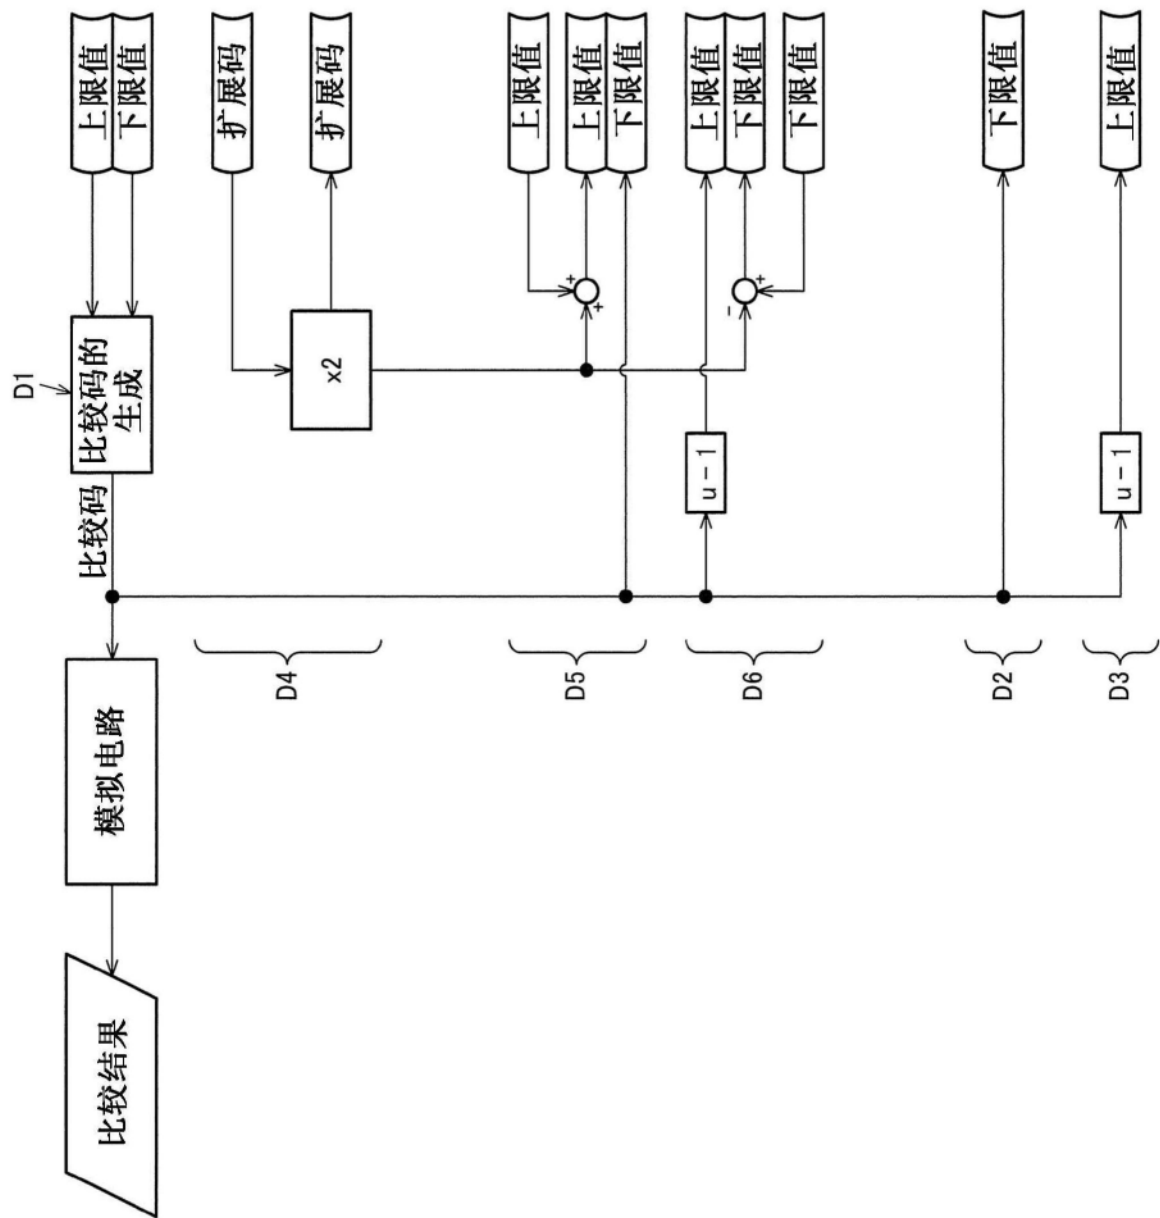 上限值
下限值
D1
比较码的
生成
比较码
模拟电路
比较结果
扩展码
扩展码
x2
D4
上限值
上限值
下限值
+
+
D5
上限值
下限值
下限值
-
+
u-1
D6
下限值
D2
上限值
u-1
D3